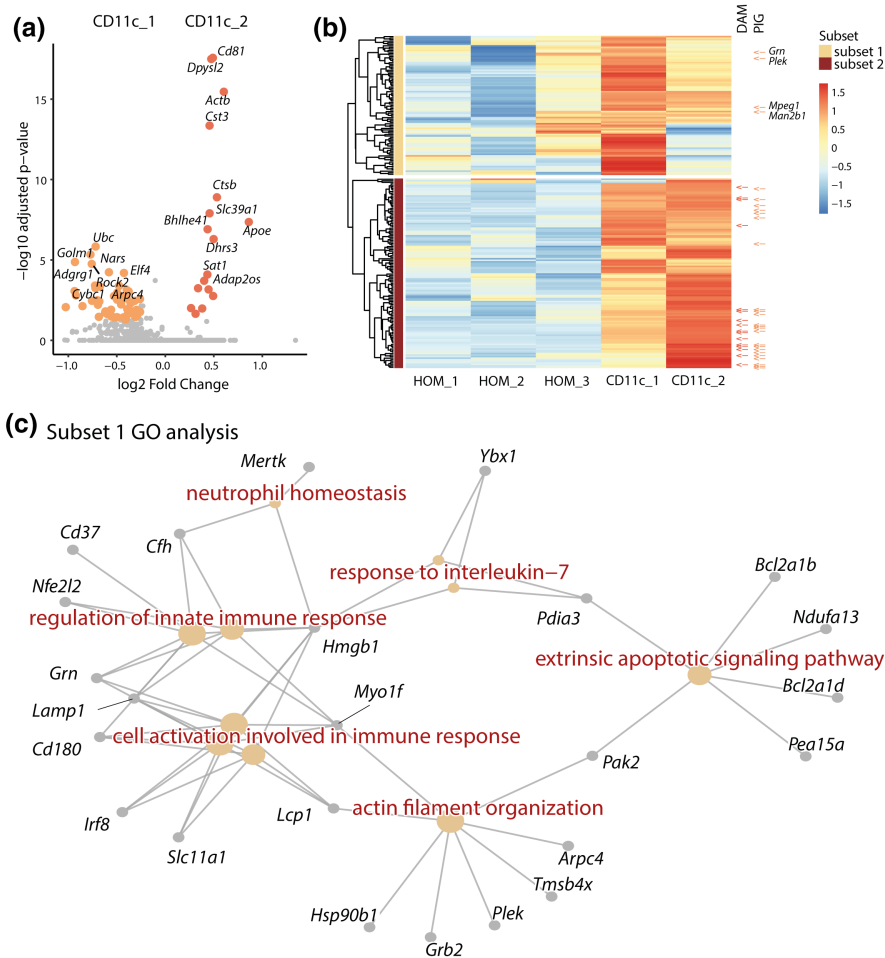 (a)
CD11c_1
CD11c_2
−log10 adjusted p-value
15
10
5
0
−1.0
−0.5
0.0
0.5
1.0
log2 Fold Change
Cd81
Dpysl2
Actb
Cst3
Ctsb
Slc39a1
Bhlhe41
Apoe
Dhrs3
Sat1
Adap2os
Ubc
Golm1
Nars
Adgrg1
Elf4
Rock2
Cybc1
Arpc4
(b)
DAM
PIG
Grn
Plek
Mpeg1
Man2b1
Subset
subset 1
subset 2
1.5
1
0.5
0
−0.5
−1
−1.5
HOM_1
HOM_2
HOM_3
CD11c_1
CD11c_2
(c)
Subset 1 GO analysis
Mertk
Ybx1
neutrophil homeostasis
Cd37
Cfh
response to interleukin−7
Bcl2a1b
Nfe2l2
regulation of innate immune response
Pdia3
Ndufa13
Hmgb1
extrinsic apoptotic signaling pathway
Grn
Bcl2a1d
Myo1f
Lamp1
cell activation involved in immune response
Cd180
Pea15a
Pak2
Lcp1
actin filament organization
Irf8
Slc11a1
Arpc4
Tmsb4x
Hsp90b1
Plek
Grb2